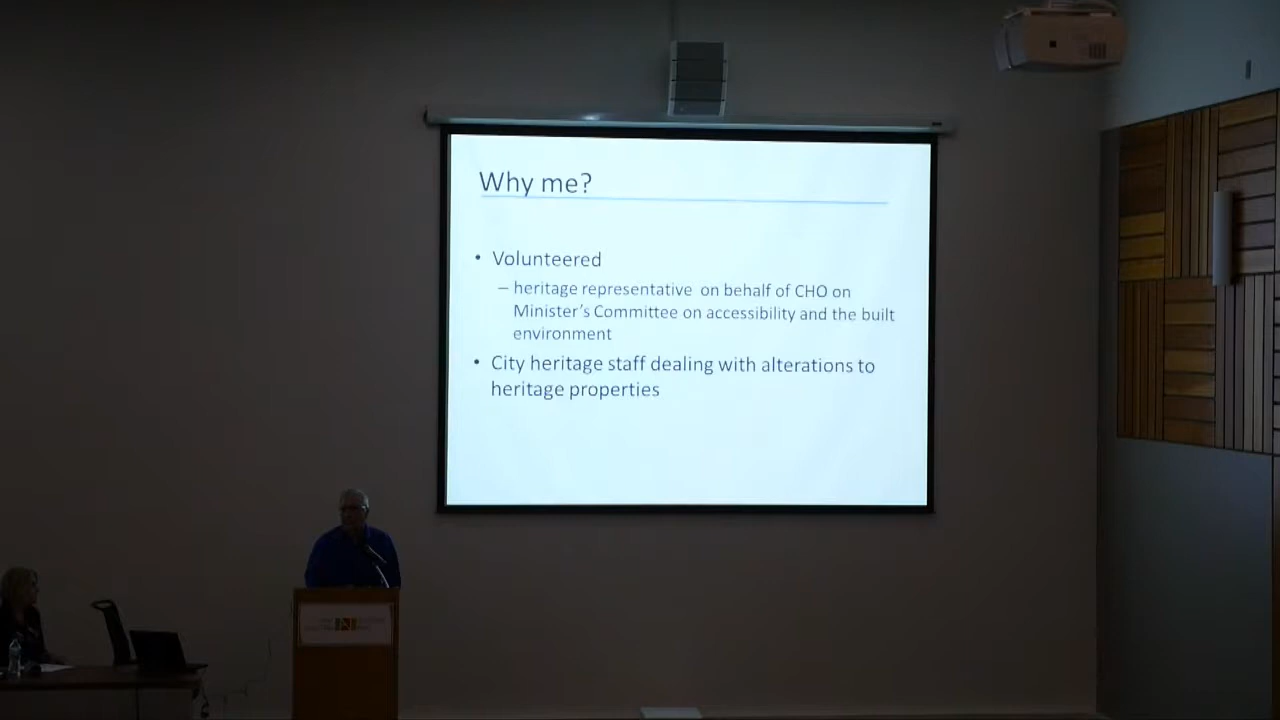 Why me?
• Volunteered
– heritage representative on behalf of CHO on
Minister's Committee on accessibility and the built
environment
• City heritage staff dealing with alterations to
heritage properties